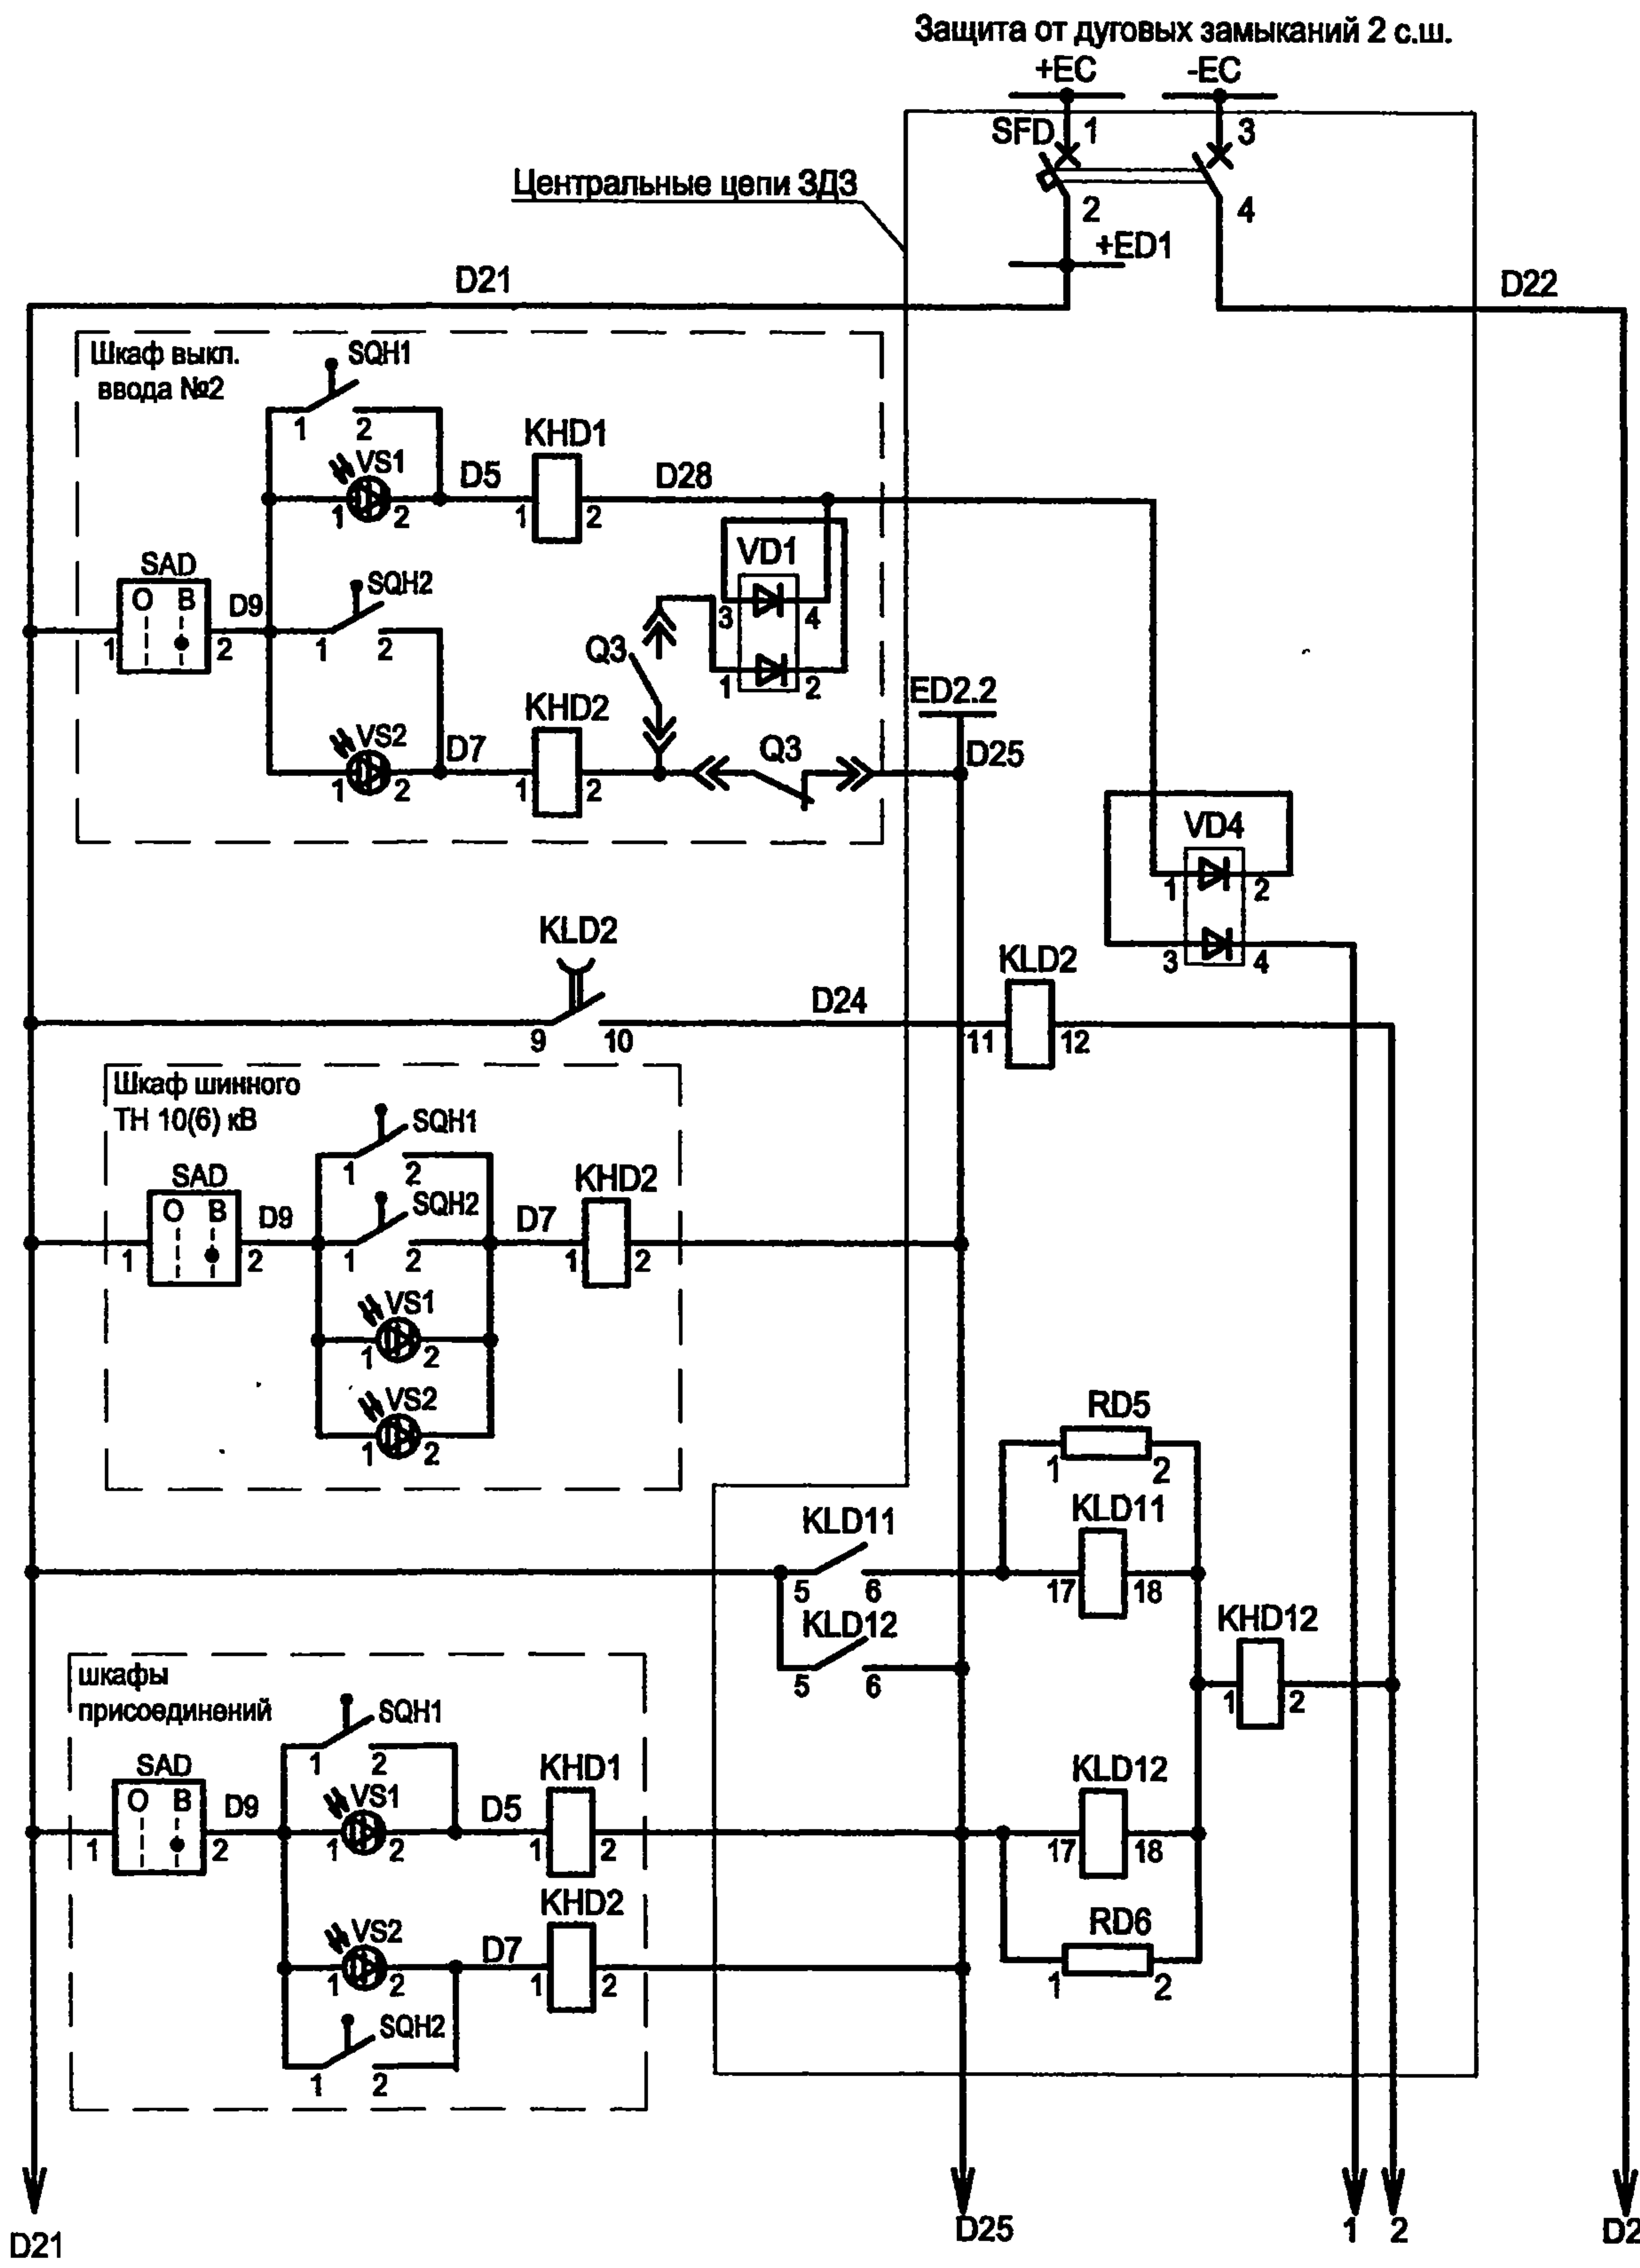 Защита от дуговых замыканий 2 с.ш.
+EC -EC
SFD 1 3
Центральные цепи ЗДЗ
2 4
+ED1
D21 D22
Шкаф выкл.
ввода №2
SQH1
1 2
KHD1
VS1
D5 D28
1 2 1 2
VD1
SAD
O B
SQH2
D9
3 4
1 2 1 2
Q3
1 2
ED2.2
KHD2
VS2
D7
Q3
D25
1 2 1 2
VD4
1 2
KLD2
3 4
KLD2
D24
9 10 11 12
Шкаф шинного
ТН 10(6) кВ
SQH1
1 2
SAD
KHD2
O B
SQH2
D9 D7
1 2 1 2 1 2
VS1
1 2
VS2
1 2
RD5
1 2
KLD11
KLD11
5 6 17 18
KLD12
KHD12
5 6
1 2
шкафы
присоединений
SQH1
1 2
SAD
KHD1
KLD12
O B
VS1
D9 D5
1 2 1 2 1 2 17 18
KHD2
RD6
VS2
D7
1 2 1 2 1 2
SQH2
1 2
D21 D25 1 2 D2